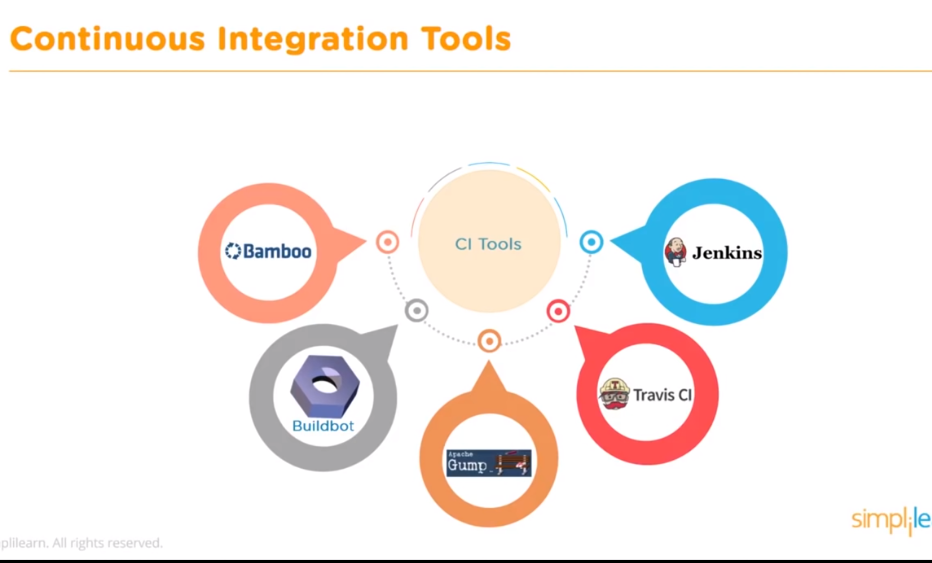 Continuous Integration Tools
CI Tools
Bamboo
Jenkins
Buildbot
Travis CI
Apache
Gump
simplile
plilearn. All rights reserved.